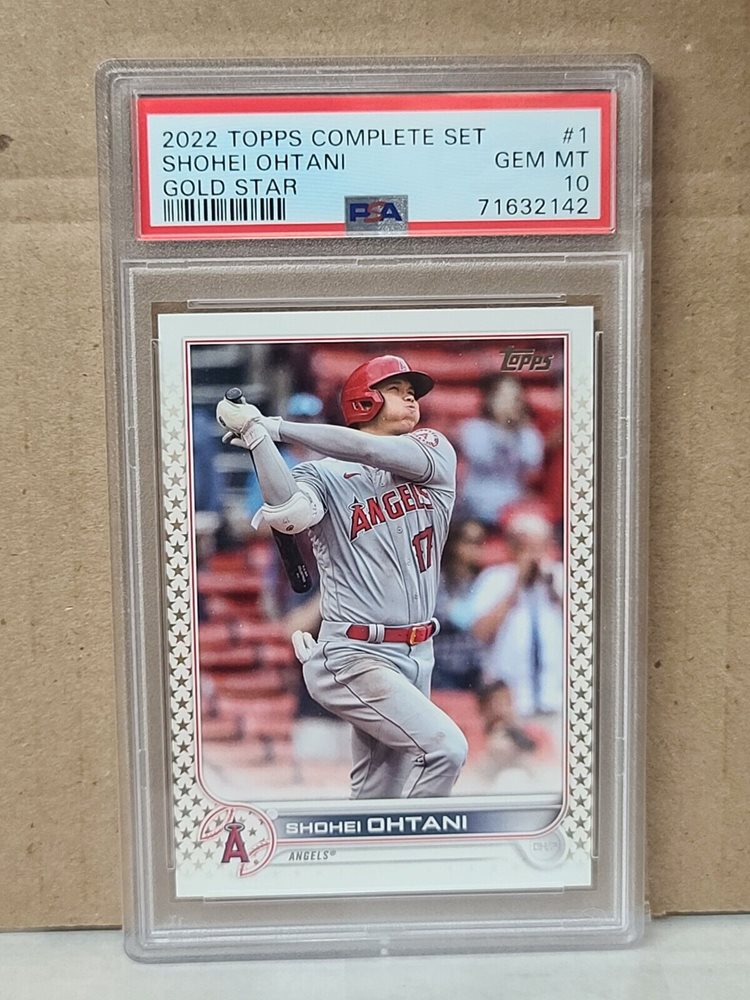 2022 TOPPS COMPLETE SET #1
SHOHEI OHTANI GEM MT
GOLD STAR 10
PSA 71632142
Topps
ANGELS
17
SHOHEI OHTANI
A
ANGELS®